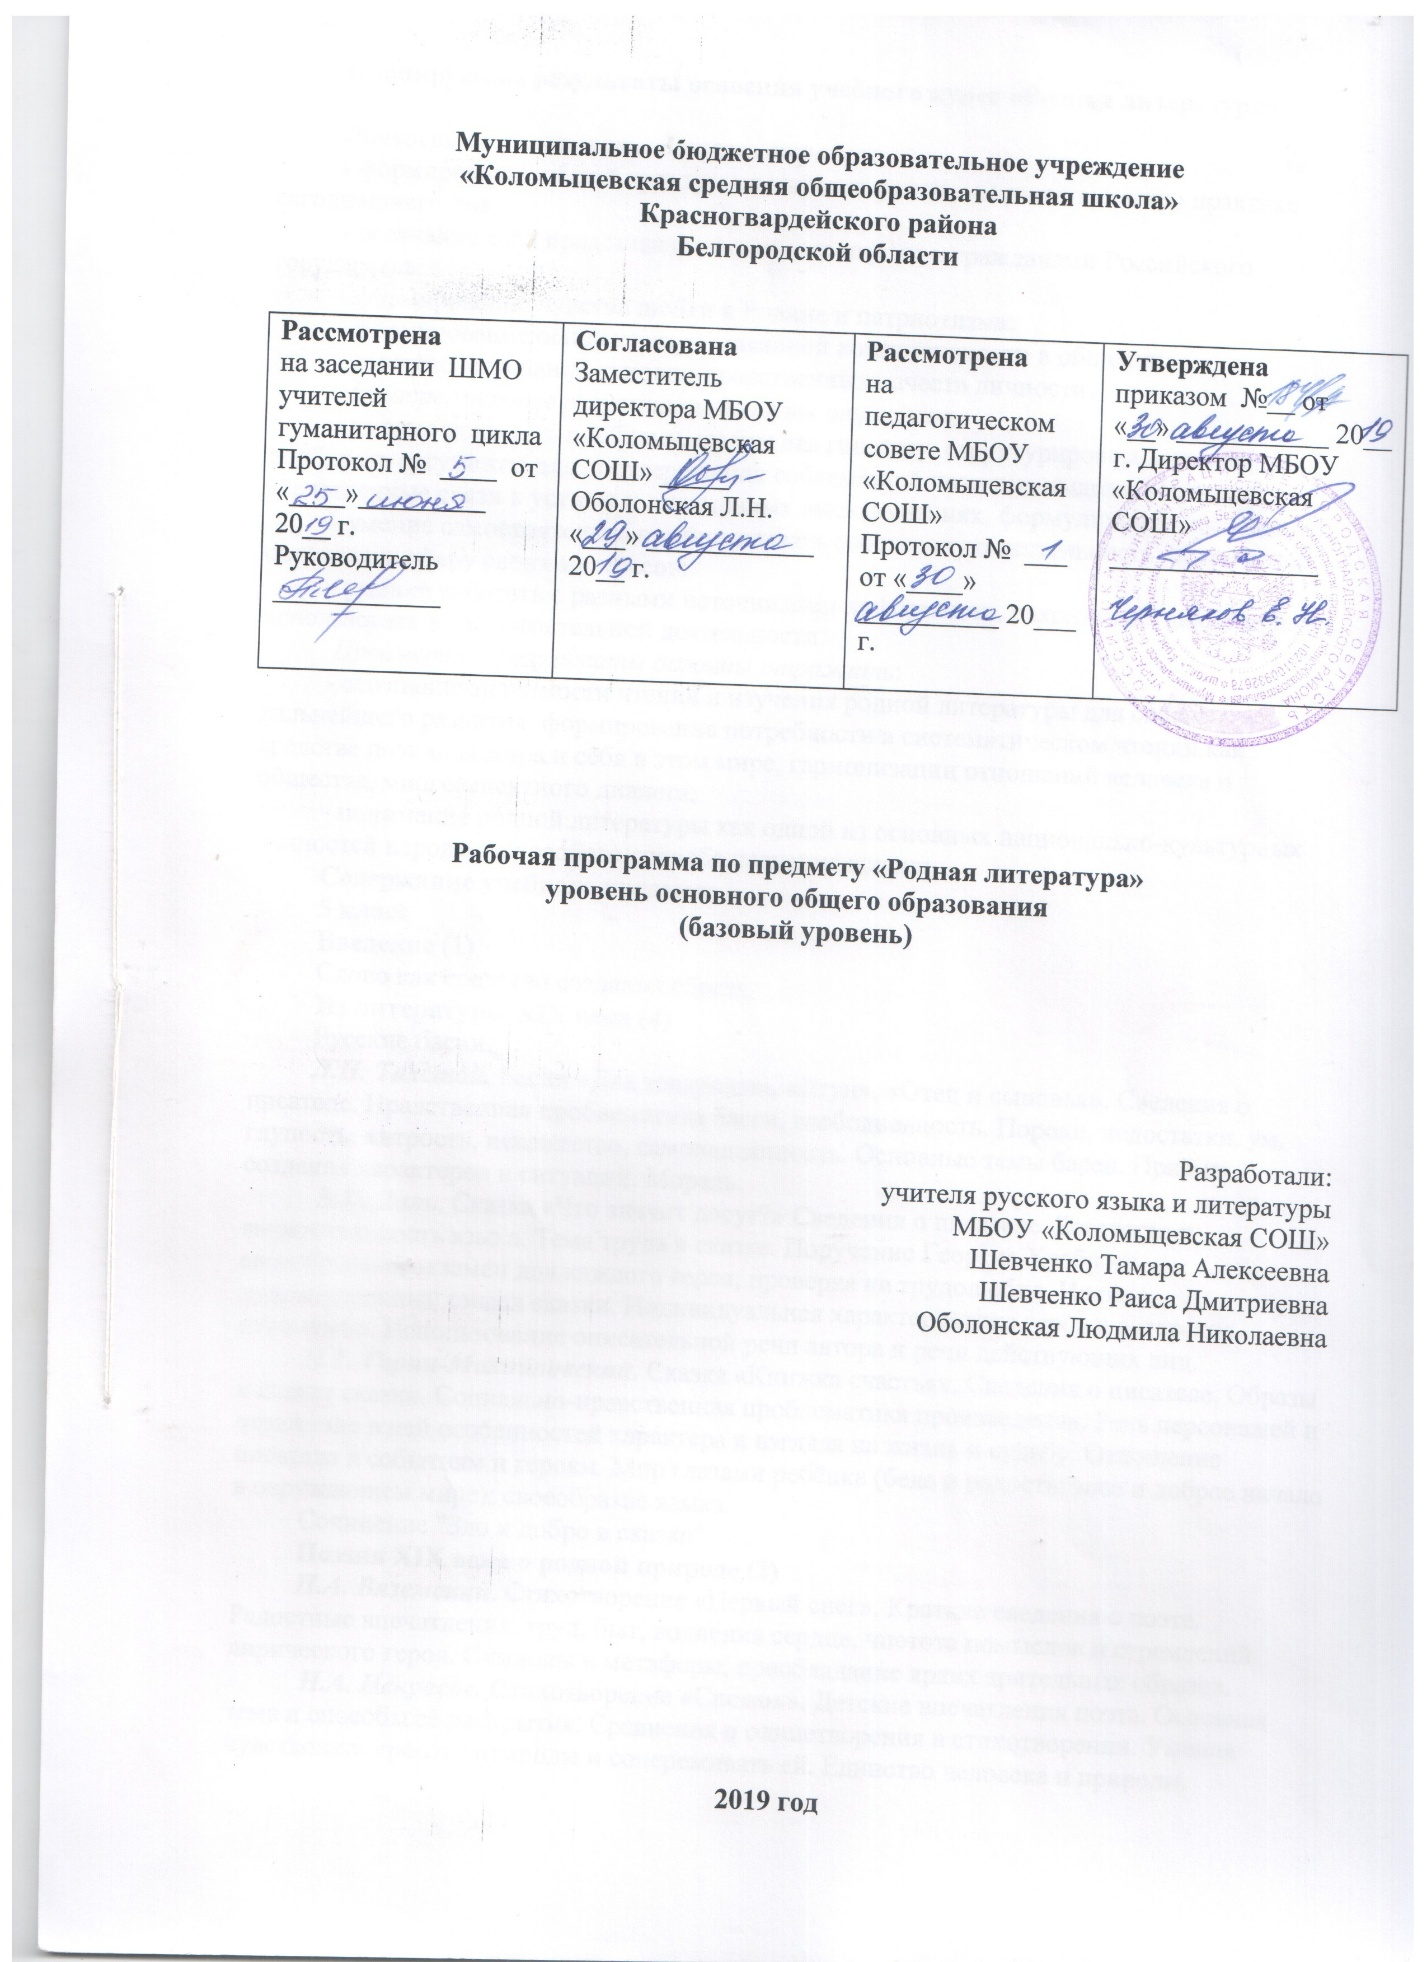 Муниципальное бюджетное образовательное учреждение
«Коломыцевская средняя общеобразовательная школа»
Красногвардейского района
Белгородской области
Рассмотрена
на заседании ШМО
учителей
гуманитарного цикла
Протокол № 5 от
«25» июня
2019 г.
Руководитель
Согласована
Заместитель
директора МБОУ
«Коломыцевская
СОШ»
Оболонская Л.Н.
«29» августа
2019 г.
Рассмотрена
на
педагогическом
совете МБОУ
«Коломыцевская
СОШ»
Протокол № 1
от «30»
августа 20___
г.
Утверждена
приказом № от
«30» августа 2019
г. Директор МБОУ
«Коломыцевская
СОШ»
Черняков Е. Н.
Рабочая программа по предмету «Родная литература»
уровень основного общего образования
(базовый уровень)
Разработали:
учителя русского языка и литературы
МБОУ «Коломыцевская СОШ»
Шевченко Тамара Алексеевна
Шевченко Раиса Дмитриевна
Оболонская Людмила Николаевна
2019 год